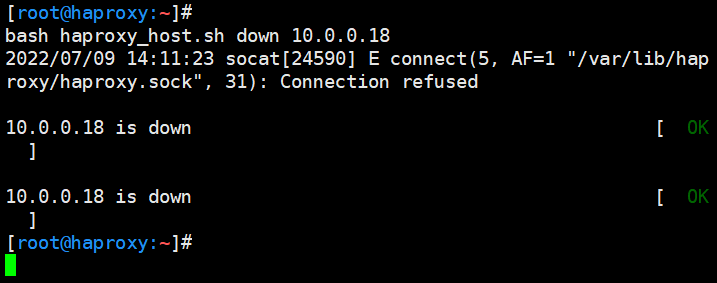 [root@haproxy:~]#
bash haproxy_host.sh down 10.0.0.18
2022/07/09 14:11:23 socat[24590] E connect(5, AF=1 "/var/lib/hap
roxy/haproxy.sock", 31): Connection refused
10.0.0.18 is down [ OK
]
10.0.0.18 is down [ OK
]
[root@haproxy:~]#